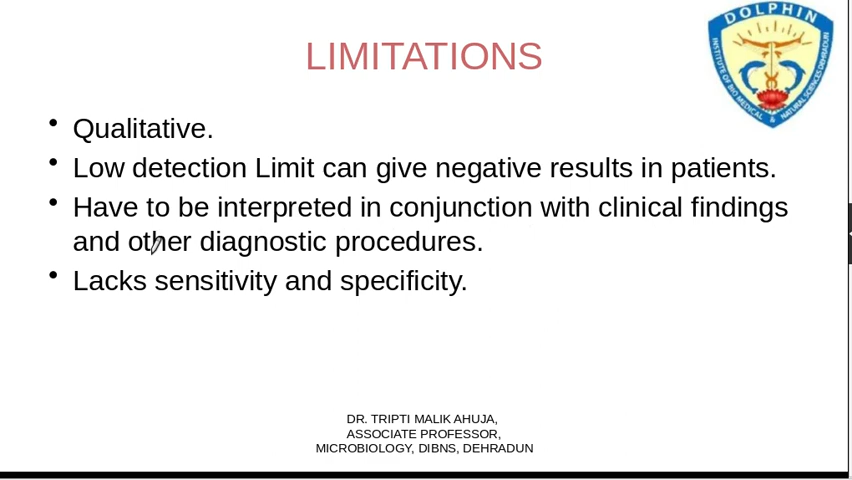 DOLPHIN
INSTITUTE OF BIO MEDICAL & NATURAL SCIENCES DEHRADUN
LIMITATIONS
• Qualitative.
• Low detection Limit can give negative results in patients.
• Have to be interpreted in conjunction with clinical findings
and other diagnostic procedures.
• Lacks sensitivity and specificity.
DR. TRIPTI MALIK AHUJA,
ASSOCIATE PROFESSOR,
MICROBIOLOGY, DIBNS, DEHRADUN